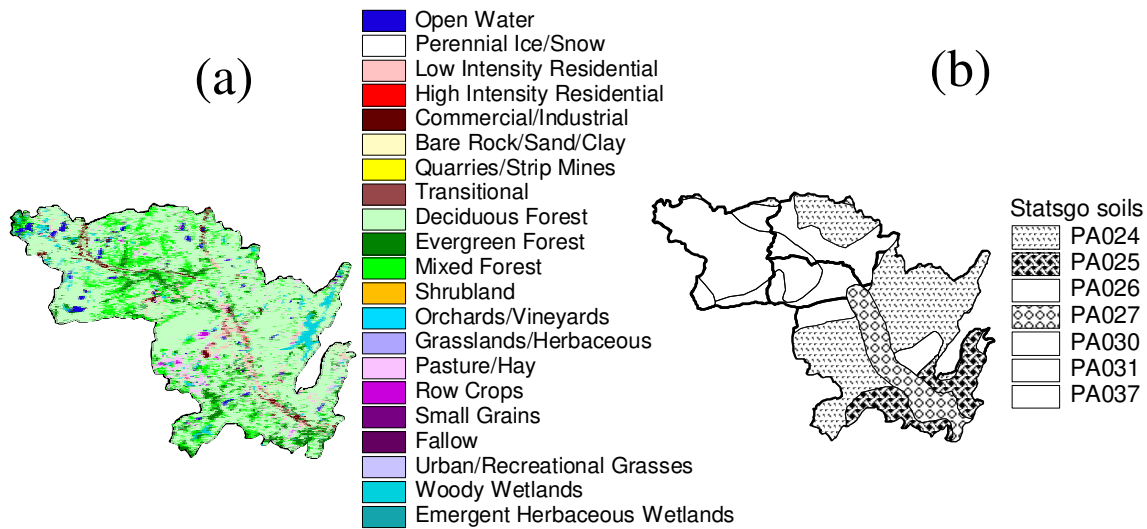 (a)
Open Water
Perennial Ice/Snow
Low Intensity Residential
High Intensity Residential
Commercial/Industrial
Bare Rock/Sand/Clay
Quarries/Strip Mines
Transitional
Deciduous Forest
Evergreen Forest
Mixed Forest
Shrubland
Orchards/Vineyards
Grasslands/Herbaceous
Pasture/Hay
Row Crops
Small Grains
Fallow
Urban/Recreational Grasses
Woody Wetlands
Emergent Herbaceous Wetlands
(b)
Statsgo soils
PA024
PA025
PA026
PA027
PA030
PA031
PA037